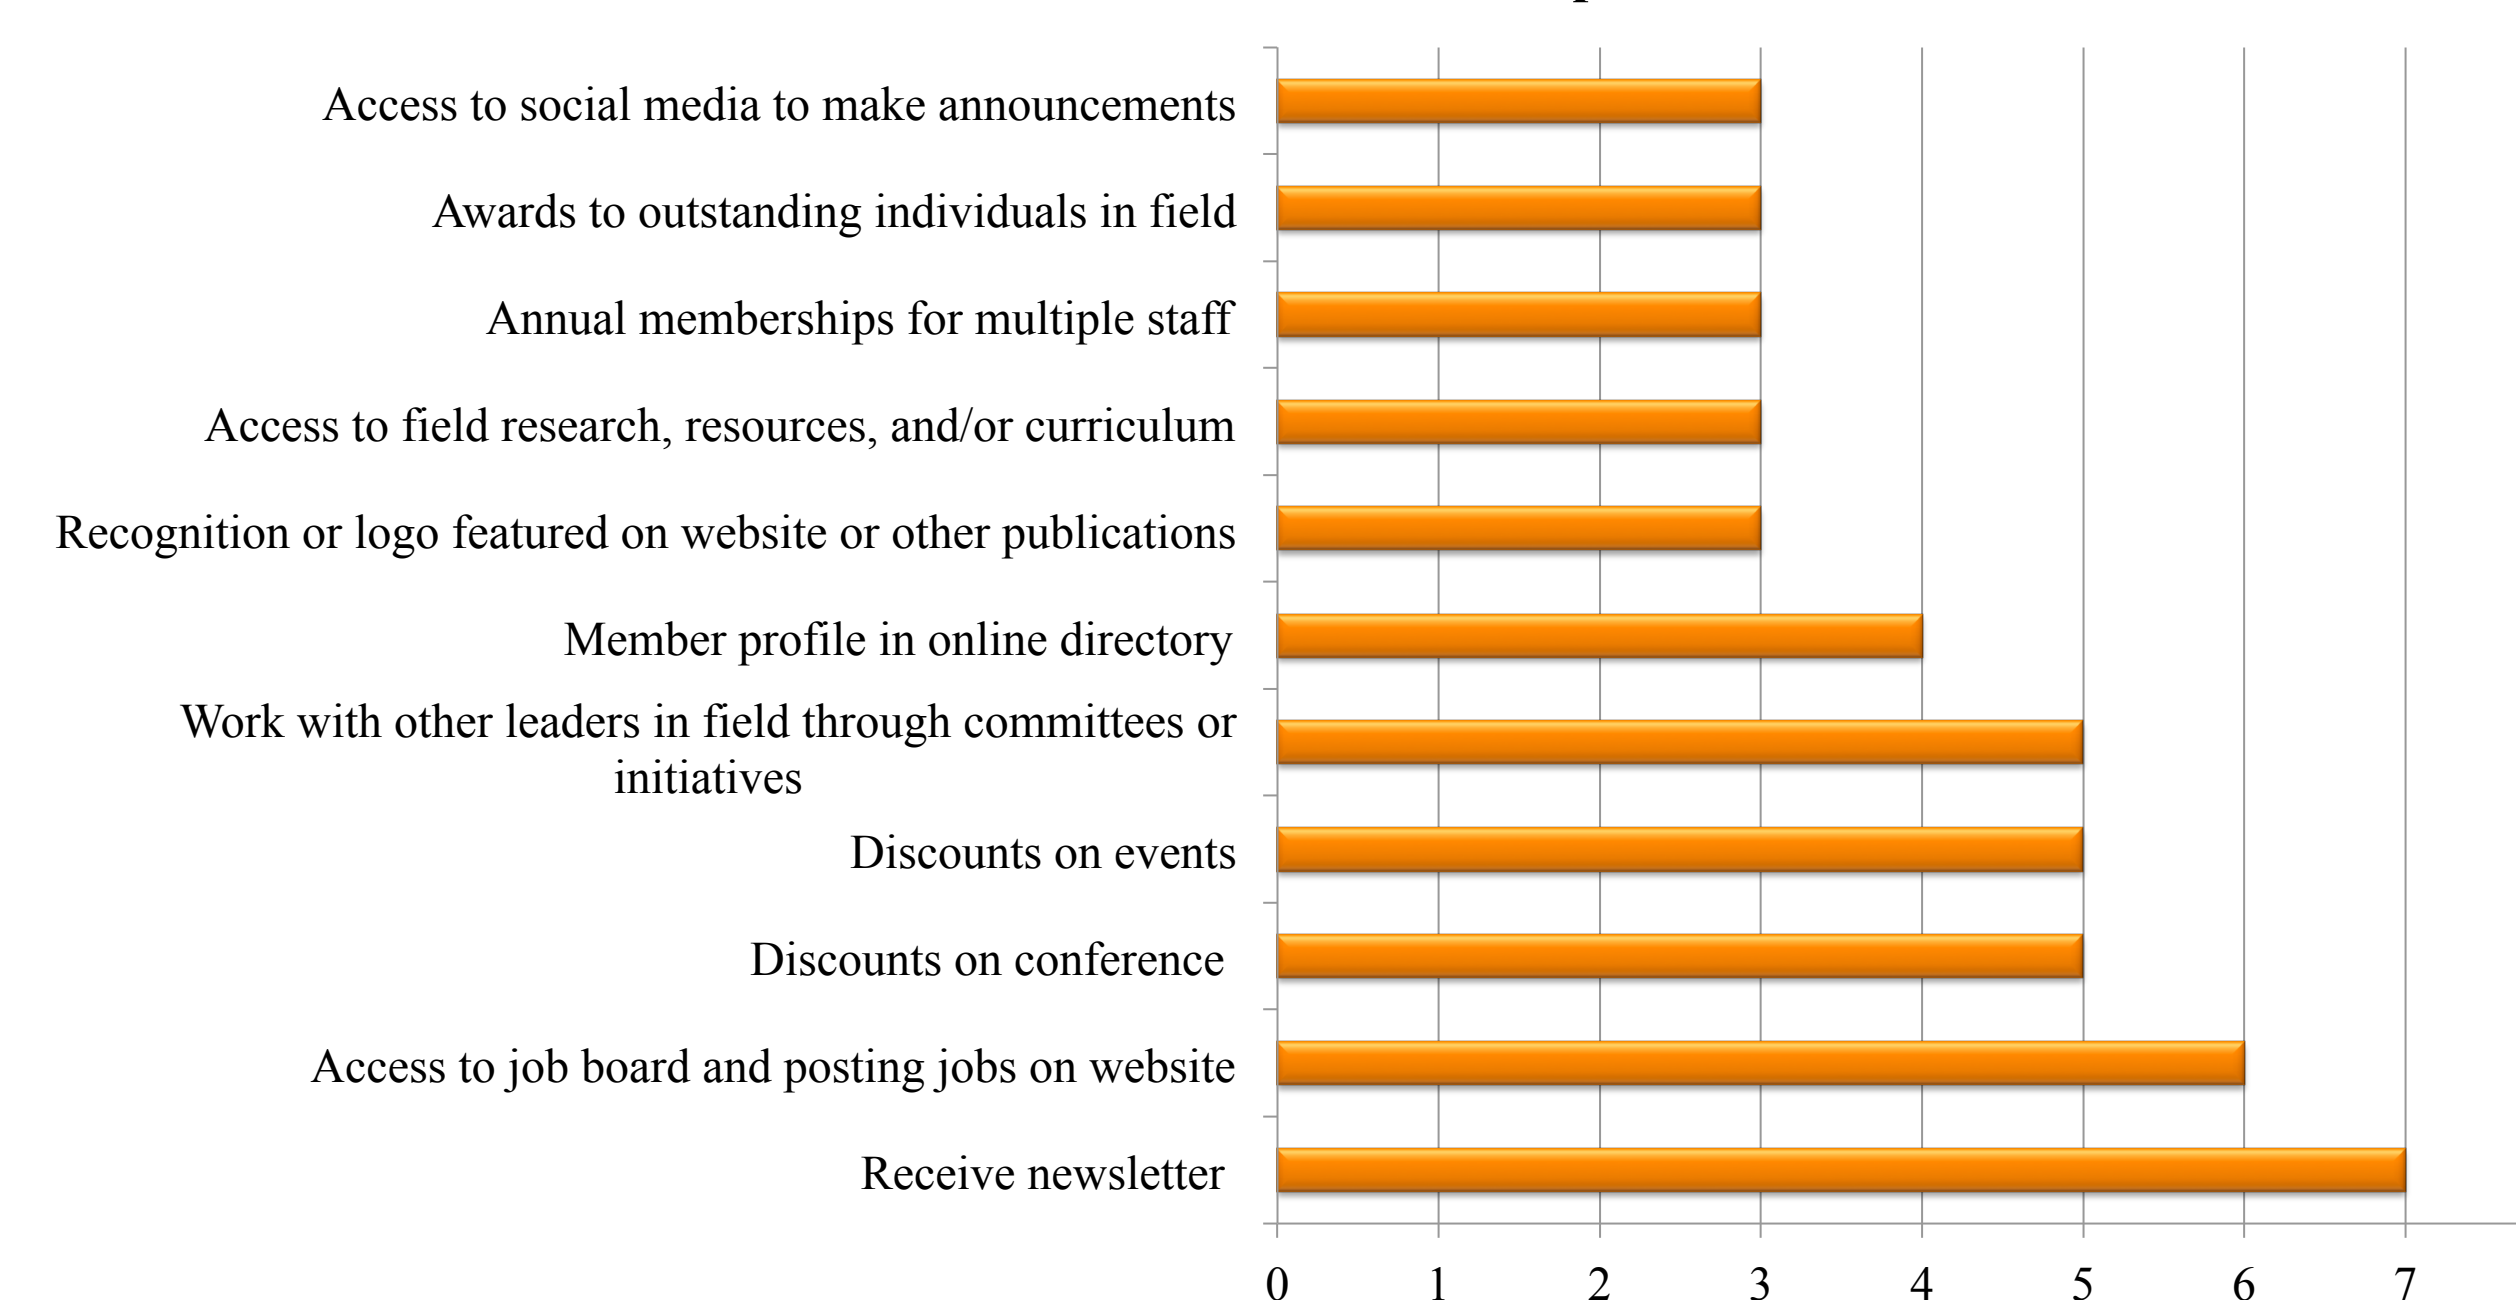 Access to social media to make announcements
Awards to outstanding individuals in field
Annual memberships for multiple staff
Access to field research, resources, and/or curriculum
Recognition or logo featured on website or other publications
Member profile in online directory
Work with other leaders in field through committees or
initiatives
Discounts on events
Discounts on conference
Access to job board and posting jobs on website
Receive newsletter
0 1 2 3 4 5 6 7